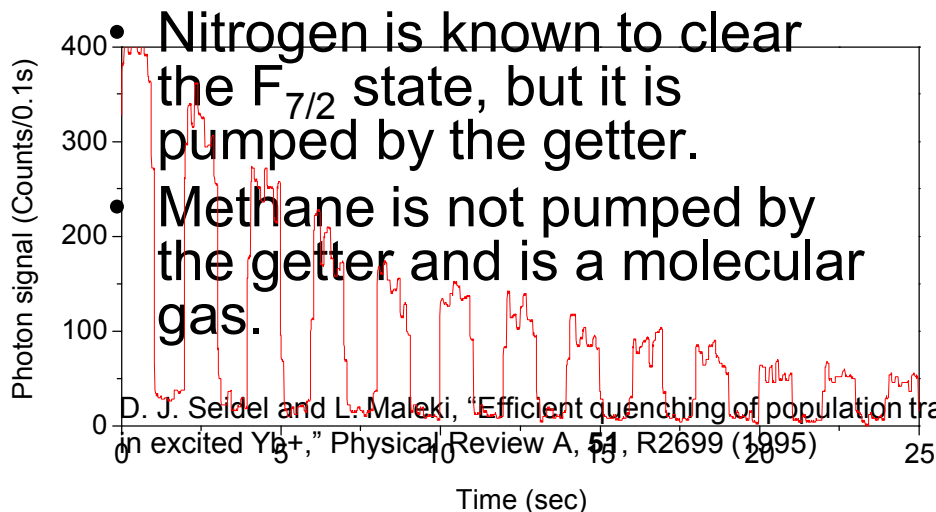 • Nitrogen is known to clear
the F7/2 state, but it is
pumped by the getter.
• Methane is not pumped by
the getter and is a molecular
gas.
D. J. Seidel and L. Maleki, “Efficient quenching of population tra
in excited Yb+,” Physical Review A, 51, R2699 (1995)
Photon signal (Counts/0.1s)
400
300
200
100
0
0 5 10 15 20 25
Time (sec)